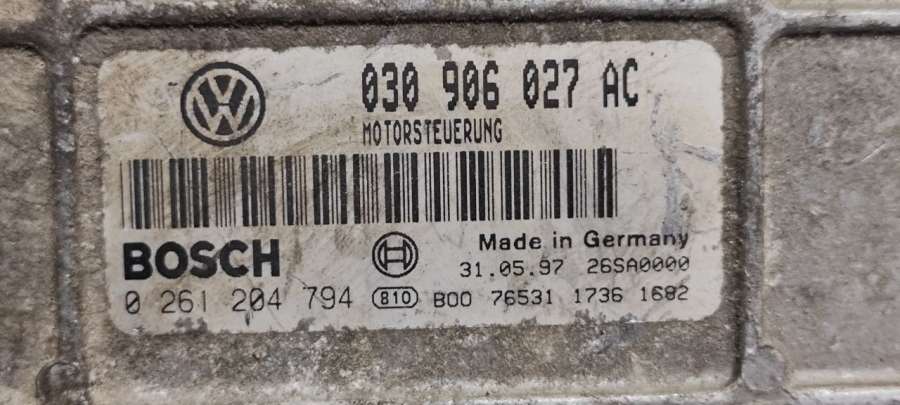 030 906 027 AC
MOTORSTEUERUNG
BOSCH
Made in Germany
31.05.97 26SA0000
0 261 204 794 810 B00 76531 1736 1682